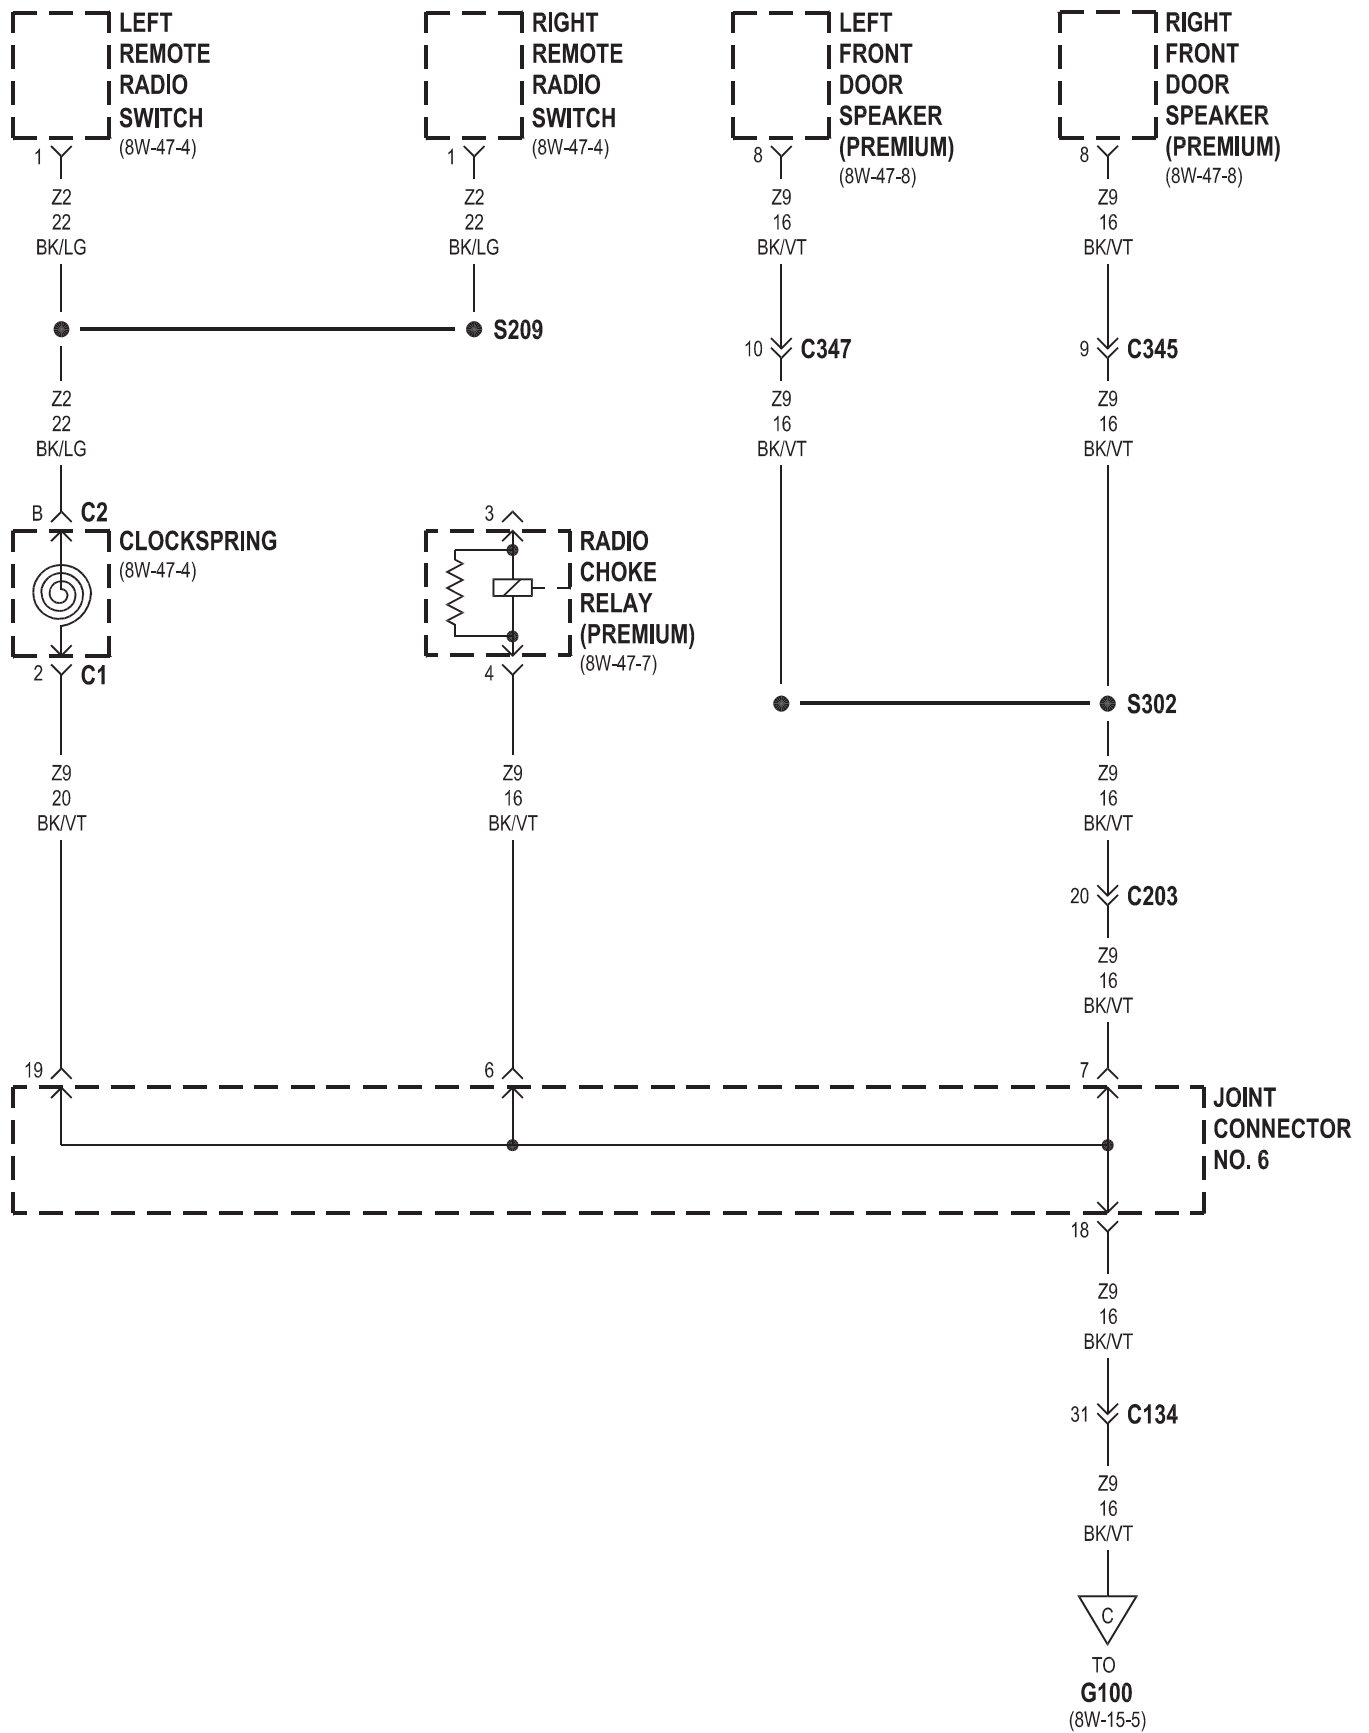 LEFT
REMOTE
RADIO
SWITCH
(8W-47-4)
RIGHT
REMOTE
RADIO
SWITCH
(8W-47-4)
LEFT
FRONT
DOOR
SPEAKER
(PREMIUM)
(8W-47-8)
RIGHT
FRONT
DOOR
SPEAKER
(PREMIUM)
(8W-47-8)
1
1
8
8
Z2
22
BK/LG
Z2
22
BK/LG
Z9
16
BK/VT
Z9
16
BK/VT
S209
10
C347
9
C345
Z2
22
BK/LG
Z9
16
BK/VT
Z9
16
BK/VT
B
C2
CLOCKSPRING
(8W-47-4)
2
C1
3
RADIO
CHOKE
RELAY
(PREMIUM)
(8W-47-7)
4
S302
Z9
20
BK/VT
Z9
16
BK/VT
Z9
16
BK/VT
20
C203
Z9
16
BK/VT
19
6
7
JOINT
CONNECTOR
NO. 6
18
Z9
16
BK/VT
31
C134
Z9
16
BK/VT
C
TO
G100
(8W-15-5)